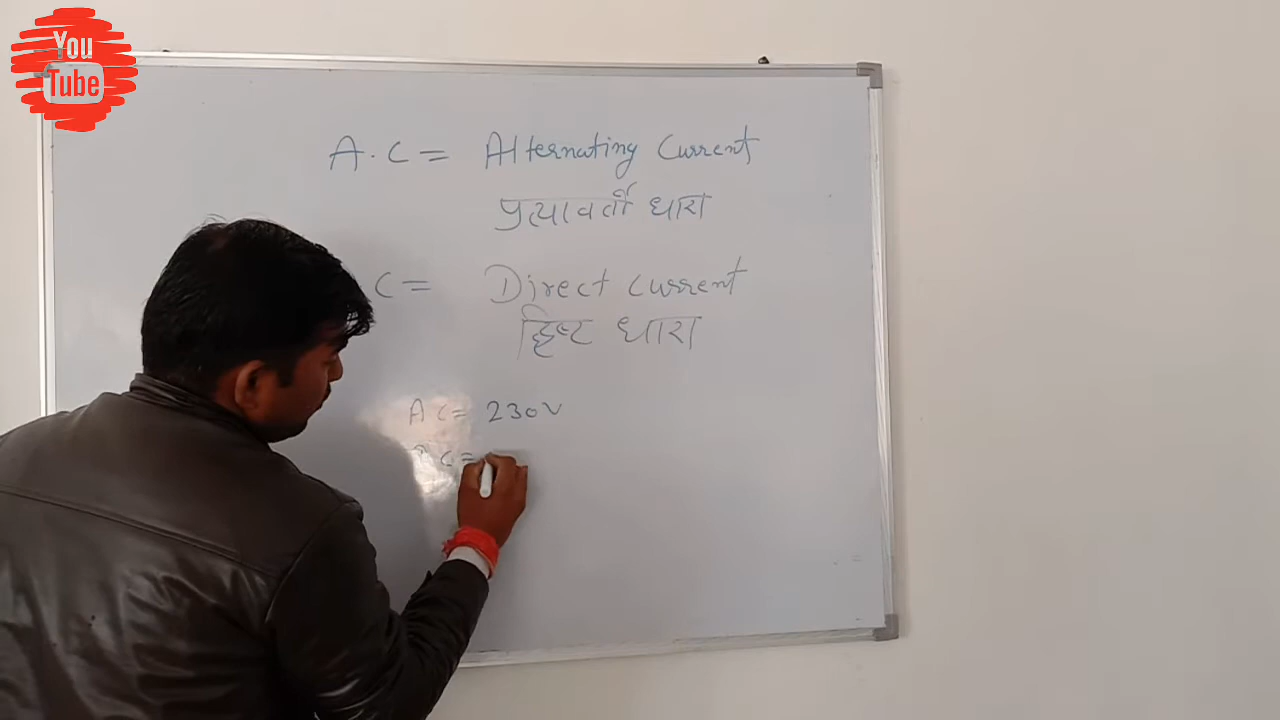 You
Tube
A.C = Alternating Current
प्रत्यावर्ती धारा
C = Direct Current
दिष्ट धारा
AC = 230V
C =